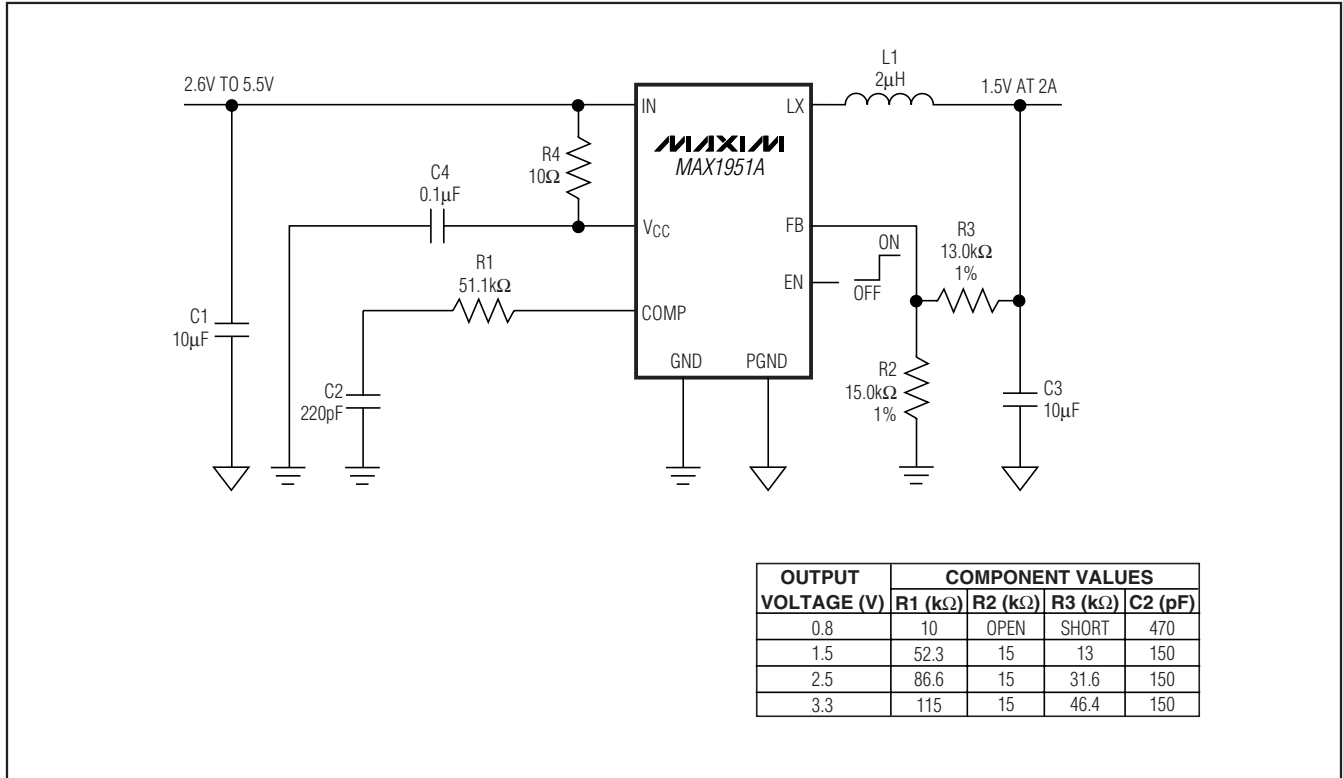 2.6V TO 5.5V
L1
2µH
1.5V AT 2A
IN
LX
MAXIM
MAX1951A
R4
10Ω
C4
0.1µF
VCC
FB
R3
13.0kΩ
1%
ON
OFF
EN
R1
51.1kΩ
COMP
C1
10µF
GND
PGND
C2
220pF
R2
15.0kΩ
1%
C3
10µF
OUTPUT VOLTAGE (V) COMPONENT VALUES
R1 (kΩ) R2 (kΩ) R3 (kΩ) C2 (pF)
0.8 10 OPEN SHORT 470
1.5 52.3 15 13 150
2.5 86.6 15 31.6 150
3.3 115 15 46.4 150